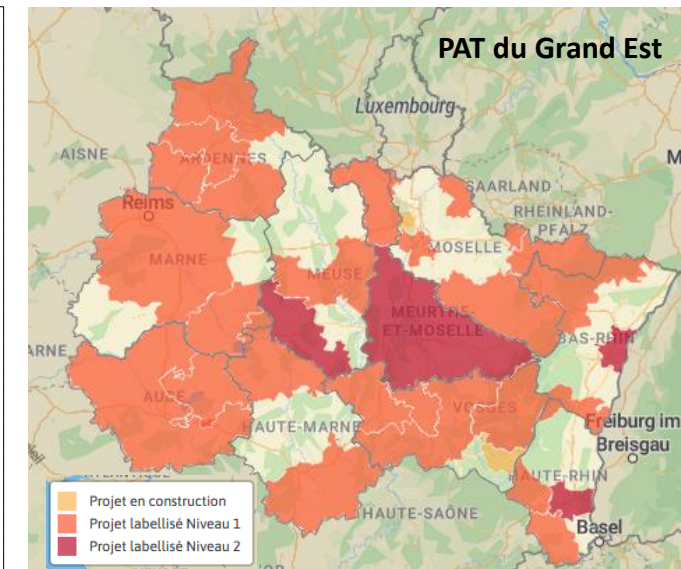 PAT du Grand Est
Luxembourg
AISNE
ARDENNES
SAARLAND
Reims
RHEINLAND-
PFALZ
MOSELLE
MARNE
MEUSE
MEURTHE-
ET-MOSELLE
BAS-RHIN
ARNE
AUBE
VOSGES
HAUTE-MARNE
Freiburg im
Breisgau
HAUTE-RHIN
HAUTE-SAÔNE
Basel
Projet en construction
Projet labellisé Niveau 1
Projet labellisé Niveau 2